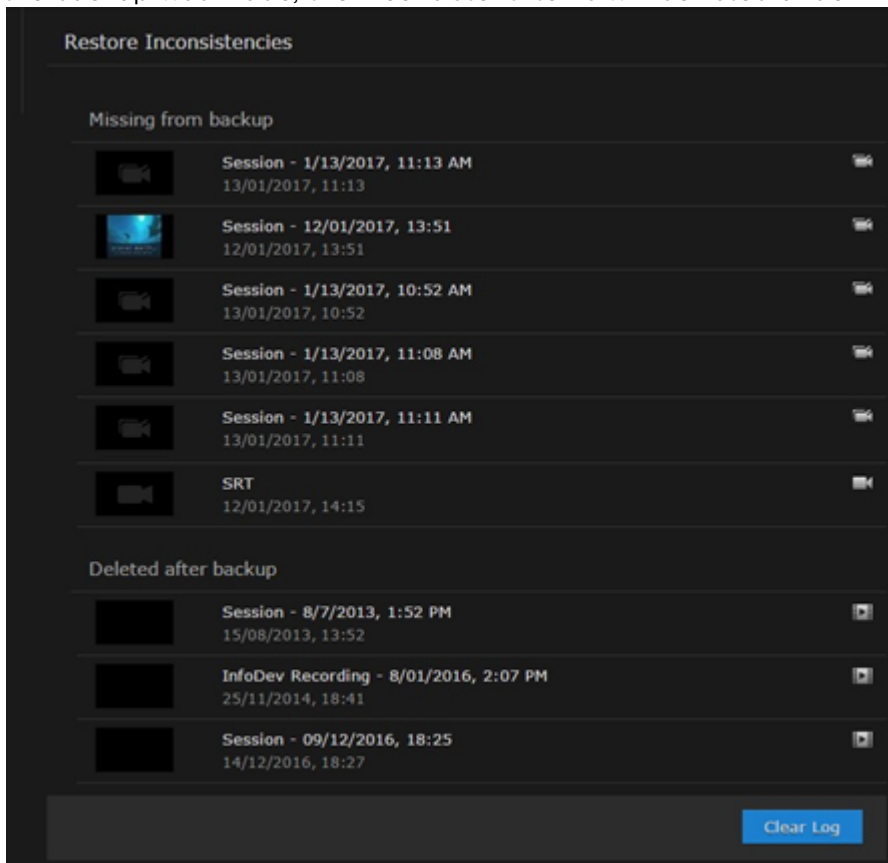 Restore Inconsistencies
Missing from backup
Session - 1/13/2017, 11:13 AM
13/01/2017, 11:13
Session - 12/01/2017, 13:51
12/01/2017, 13:51
Session - 1/13/2017, 10:52 AM
13/01/2017, 10:52
Session - 1/13/2017, 11:08 AM
13/01/2017, 11:08
Session - 1/13/2017, 11:11 AM
13/01/2017, 11:11
SRT
12/01/2017, 14:15
Deleted after backup
Session - 8/7/2013, 1:52 PM
15/08/2013, 13:52
InfoDev Recording - 8/01/2016, 2:07 PM
25/11/2014, 18:41
Session - 09/12/2016, 18:25
14/12/2016, 18:27
Clear Log